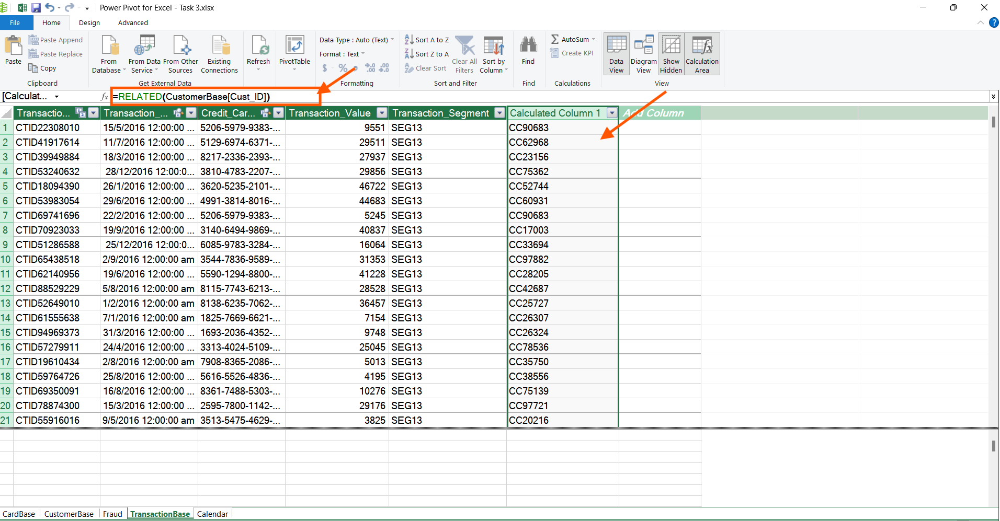 Power Pivot for Excel - Task 3.xlsx
File Home Design Advanced
Paste
Paste Append
Paste Replace
Copy
Clipboard
From Database
From Data Service
From Other Sources
Existing Connections
Get External Data
Refresh
PivotTable
Data Type : Auto (Text)
Format : Text
$ % .00 .00
Formatting
Sort A to Z
Sort Z to A
Clear Sort
Clear All Filters
Sort by Column
Sort and Filter
Find
Find
AutoSum
Create KPI
Calculations
Data View
Diagram View
Show Hidden
Calculation Area
View
[Calculat... fx =RELATED(CustomerBase[Cust_ID])
Transactio... Transaction_... Credit_Car... Transaction_Value Transaction_Segment Calculated Column 1 Add Column
1 CTID22308010 15/5/2016 12:00:00 ... 5206-5979-9383-... 9551 SEG13 CC90683
2 CTID41917614 11/7/2016 12:00:00 ... 5129-6974-6371-... 29511 SEG13 CC62968
3 CTID39949884 18/3/2016 12:00:00 ... 8217-2336-2393-... 27937 SEG13 CC23156
4 CTID53240632 28/12/2016 12:00:0... 3810-4783-2207-... 29856 SEG13 CC75362
5 CTID18094390 26/1/2016 12:00:00 ... 3620-5235-2101-... 46722 SEG13 CC52744
6 CTID53983054 29/6/2016 12:00:00 ... 4991-3814-8016-... 44683 SEG13 CC60931
7 CTID69741696 22/2/2016 12:00:00 ... 5206-5979-9383-... 5245 SEG13 CC90683
8 CTID70923033 19/9/2016 12:00:00 ... 3140-6494-9869-... 40837 SEG13 CC17003
9 CTID51286588 25/12/2016 12:00:0... 6085-9783-3284-... 16064 SEG13 CC33694
10 CTID65438518 2/9/2016 12:00:00 am 3544-7836-9589-... 31353 SEG13 CC97882
11 CTID62140956 19/6/2016 12:00:00 ... 5590-1294-8800-... 41228 SEG13 CC28205
12 CTID88529229 5/8/2016 12:00:00 am 8115-7743-6213-... 28528 SEG13 CC42687
13 CTID52649010 1/2/2016 12:00:00 am 8138-6235-7062-... 36457 SEG13 CC25727
14 CTID61555638 7/1/2016 12:00:00 am 1825-7669-6621-... 7154 SEG13 CC26307
15 CTID94969373 31/3/2016 12:00:00 ... 1693-2036-4352-... 9748 SEG13 CC26324
16 CTID57279911 24/4/2016 12:00:00 ... 3313-4024-5109-... 25045 SEG13 CC78536
17 CTID19610434 2/8/2016 12:00:00 am 7908-8365-2086-... 5013 SEG13 CC35750
18 CTID59764726 25/8/2016 12:00:00 ... 5616-5526-4836-... 4195 SEG13 CC38556
19 CTID69350091 16/8/2016 12:00:00 ... 8361-7488-5303-... 10276 SEG13 CC75139
20 CTID78874300 15/3/2016 12:00:00 ... 2595-7800-1142-... 29176 SEG13 CC97721
21 CTID55916016 9/5/2016 12:00:00 am 3513-5475-4629-... 3825 SEG13 CC20216
CardBase CustomerBase Fraud TransactionBase Calendar